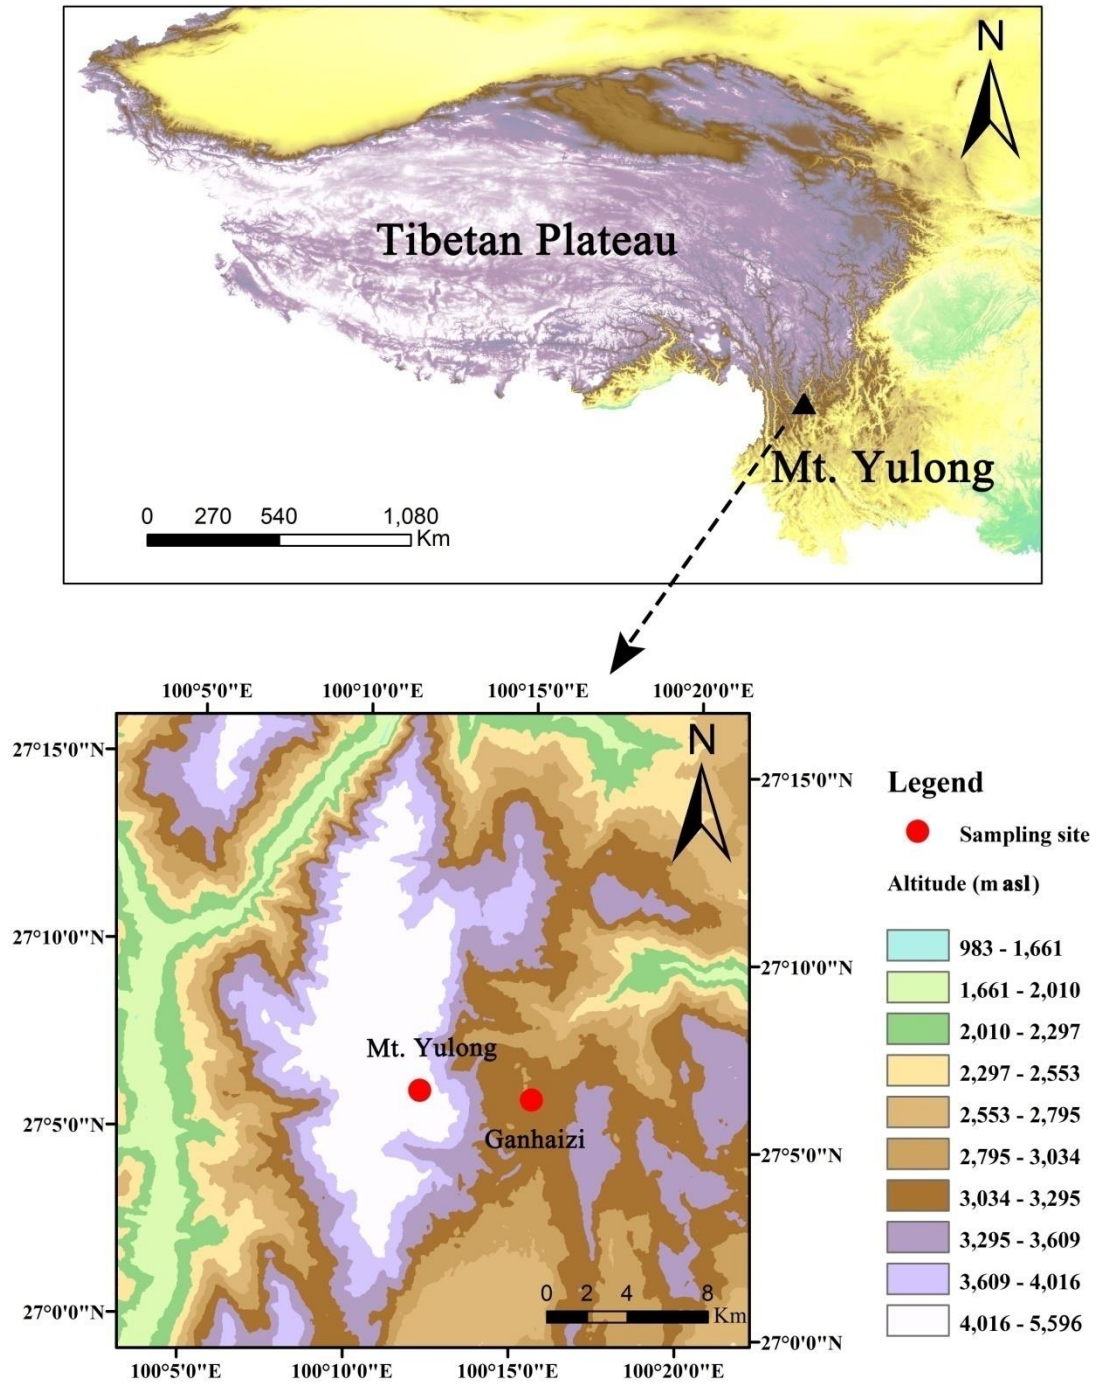 N
Tibetan Plateau
Mt. Yulong
0 270 540 1,080
Km
100°5'0"E 100°10'0"E 100°15'0"E 100°20'0"E
27°15'0"N
N
27°15'0"N
27°10'0"N
27°10'0"N
Mt. Yulong
27°5'0"N
Ganhaizi
27°5'0"N
0 2 4 8
Km
27°0'0"N
27°0'0"N
100°5'0"E 100°10'0"E 100°15'0"E 100°20'0"E
Legend
Sampling site
Altitude (m asl)
983 - 1,661
1,661 - 2,010
2,010 - 2,297
2,297 - 2,553
2,553 - 2,795
2,795 - 3,034
3,034 - 3,295
3,295 - 3,609
3,609 - 4,016
4,016 - 5,596